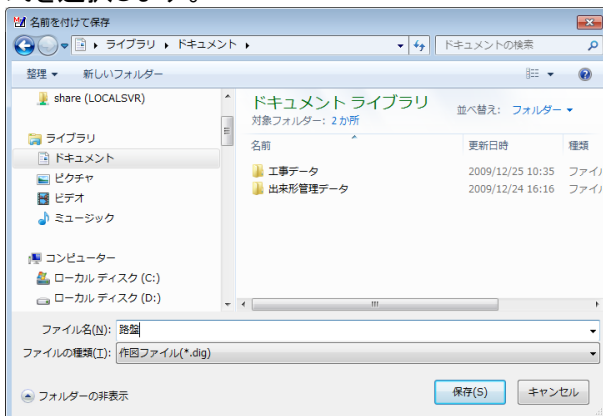 名前を付けて保存
ライブラリ ▸ ドキュメント ▸
ドキュメントの検索
整理 ▼ 新しいフォルダー
share (LOCALSVR)
ライブラリ
ドキュメント
ピクチャ
ビデオ
ミュージック
コンピューター
ローカル ディスク (C:)
ローカル ディスク (D:)
ドキュメント ライブラリ
対象フォルダー: 2 か所
並べ替え: フォルダー ▼
名前 更新日時 種類
工事データ 2009/12/25 10:35 ファイル
出来形管理データ 2009/12/24 16:16 ファイル
ファイル名(N): 路盤
ファイルの種類(T): 作図ファイル(*.dig)
フォルダーの非表示
保存(S) キャンセル